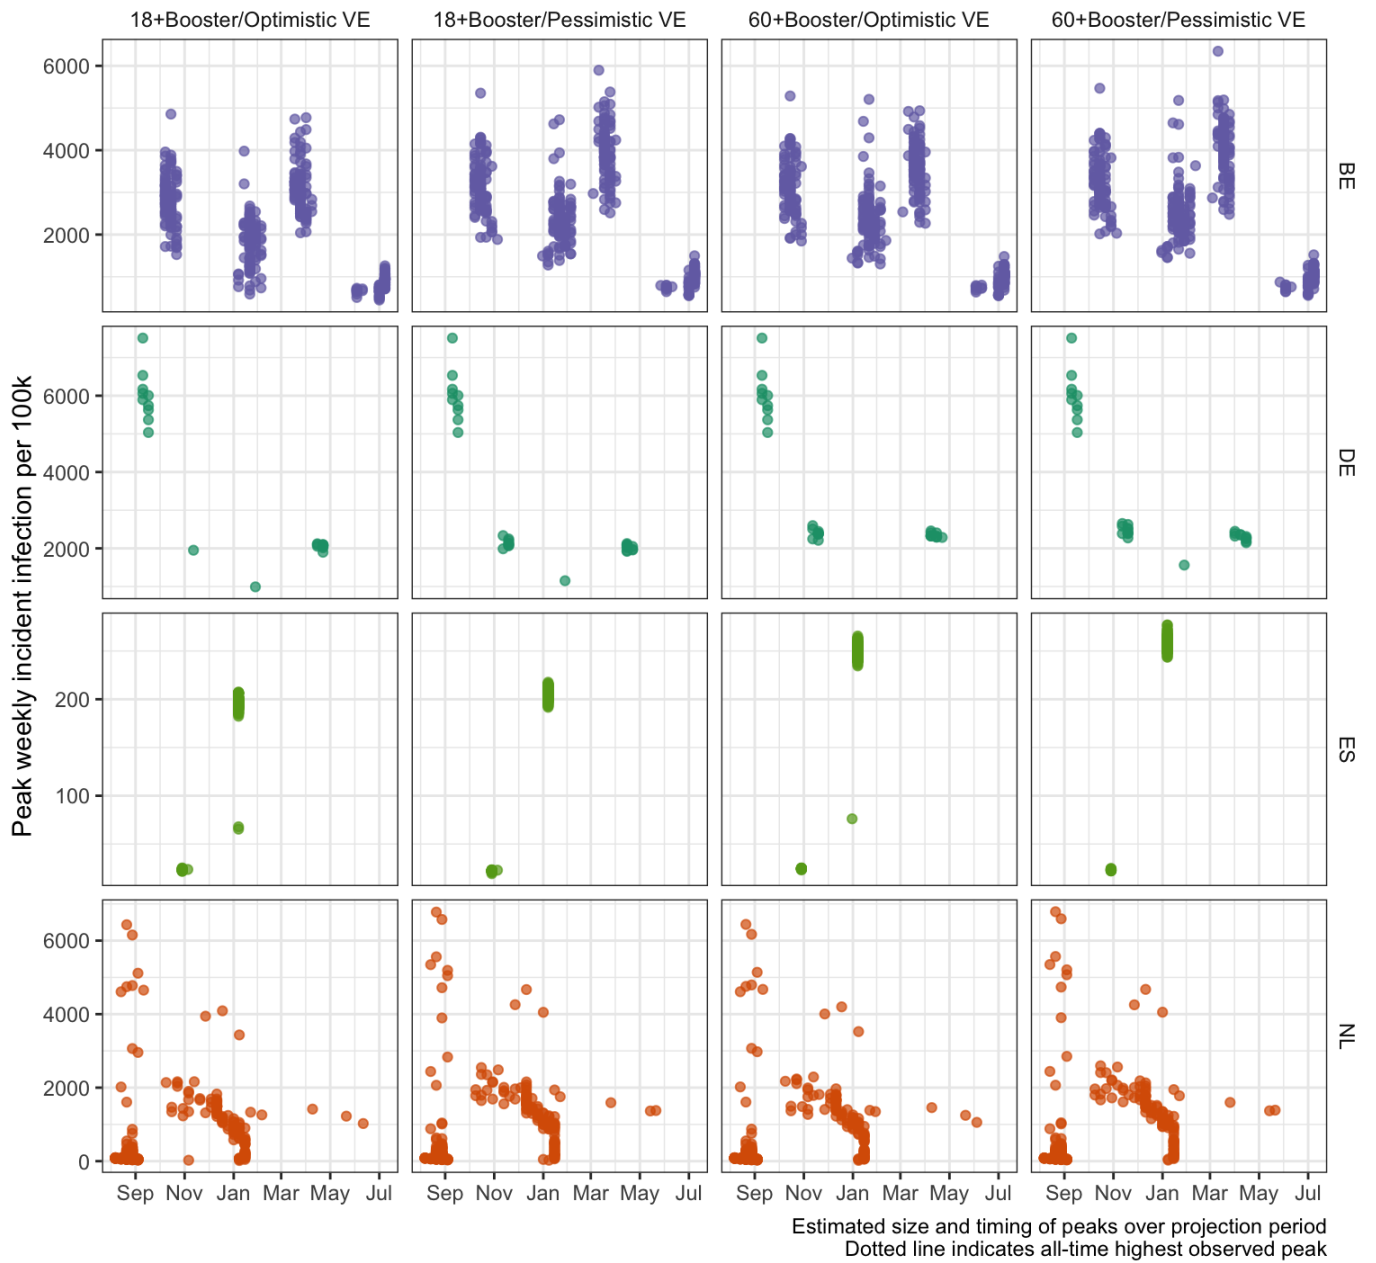 18+Booster/Optimistic VE
18+Booster/Pessimistic VE
60+Booster/Optimistic VE
60+Booster/Pessimistic VE
Peak weekly incident infection per 100k
6000
4000
2000
BE
6000
4000
2000
DE
200
100
ES
6000
4000
2000
0
NL
Sep Nov Jan Mar May Jul
Sep Nov Jan Mar May Jul
Sep Nov Jan Mar May Jul
Sep Nov Jan Mar May Jul
Estimated size and timing of peaks over projection period
Dotted line indicates all-time highest observed peak